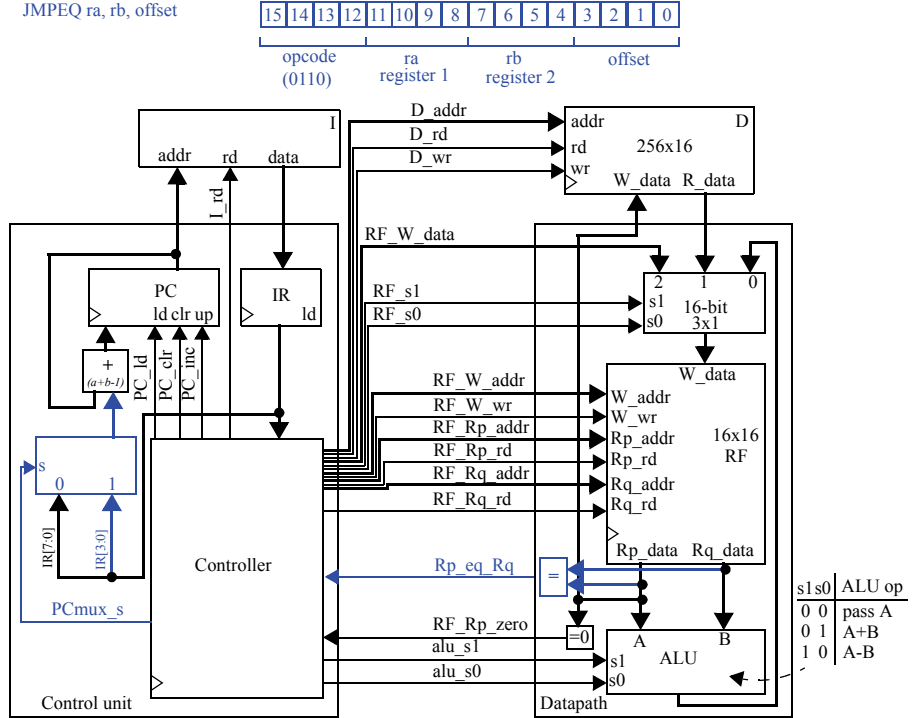 JMPEQ ra, rb, offset
15 14 13 12 11 10 9 8 7 6 5 4 3 2 1 0
opcode ra rb offset
(0110) register 1 register 2
I
addr rd data
I_rd
D_addr
D_rd
D_wr
D
addr
256x16
rd
wr
W_data R_data
RF_W_data
PC
ld clr up
IR
ld
2 1 0
s1
16-bit
s0
3x1
RF_s1
RF_s0
+
(a+b-1)
PC_ld
PC_clr
PC_inc
W_data
RF_W_addr
RF_W_wr
RF_Rp_addr
RF_Rp_rd
RF_Rq_addr
RF_Rq_rd
W_addr
W_wr
Rp_addr
Rp_rd
Rq_addr
Rq_rd
16x16
RF
Rp_data Rq_data
s
0 1
IR[7:0]
IR[3:0]
PCmux_s
Controller
Rp_eq_Rq
=
RF_Rp_zero
=0
alu_s1
alu_s0
A B
ALU
s1
s0
s1 s0 ALU op
0 0 pass A
0 1 A+B
1 0 A-B
Control unit
Datapath